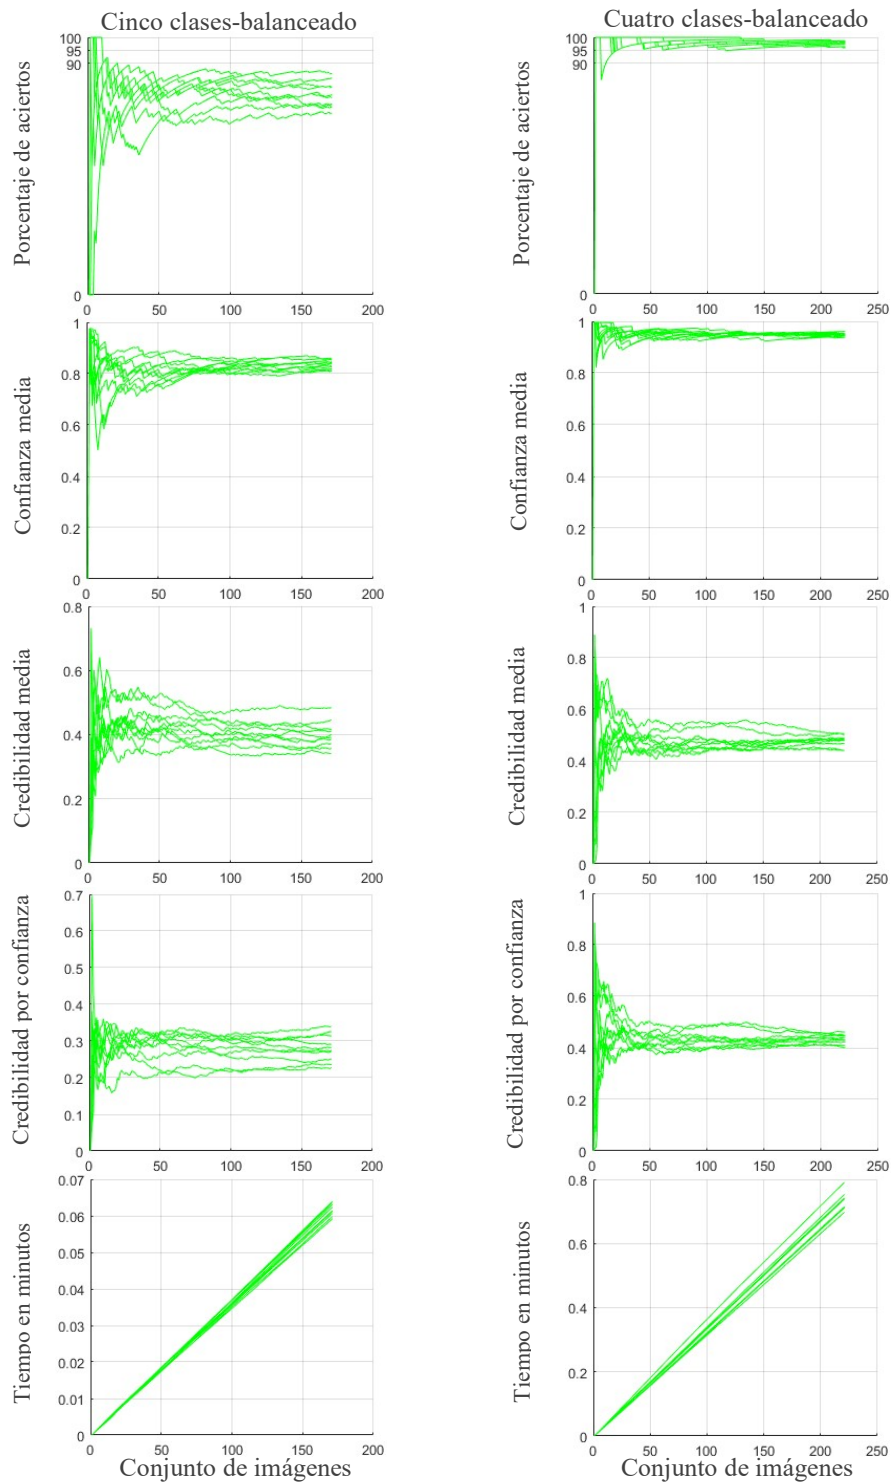 Cinco clases-balanceado
Cuatro clases-balanceado
Porcentaje de aciertos
100
95
90
0
0 50 100 150 200
Porcentaje de aciertos
100
95
90
0
0 50 100 150 200 250
Confianza media
1
0.8
0.6
0.4
0.2
0
0 50 100 150 200
Confianza media
1
0.8
0.6
0.4
0.2
0
0 50 100 150 200 250
Credibilidad media
0.8
0.6
0.4
0.2
0
0 50 100 150 200
Credibilidad media
1
0.8
0.6
0.4
0.2
0
0 50 100 150 200 250
Credibilidad por confianza
0.7
0.6
0.5
0.4
0.3
0.2
0.1
0
0 50 100 150 200
Credibilidad por confianza
1
0.8
0.6
0.4
0.2
0
0 50 100 150 200 250
Tiempo en minutos
0.07
0.06
0.05
0.04
0.03
0.02
0.01
0
0 50 100 150 200
Conjunto de imágenes
Tiempo en minutos
0.8
0.6
0.4
0.2
0
0 50 100 150 200 250
Conjunto de imágenes